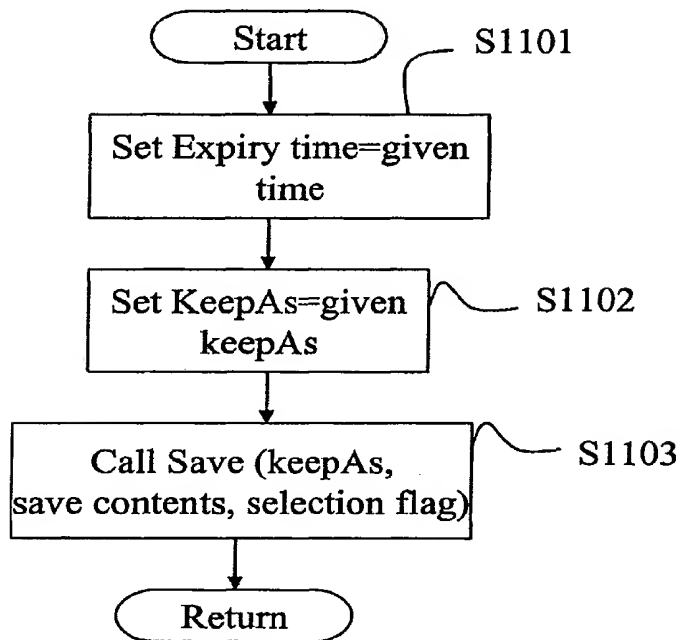 Start
S1101
Set Expiry time=given
time
Set KeepAs=given
keepAs
S1102
Call Save (keepAs,
save contents, selection flag)
S1103
Return